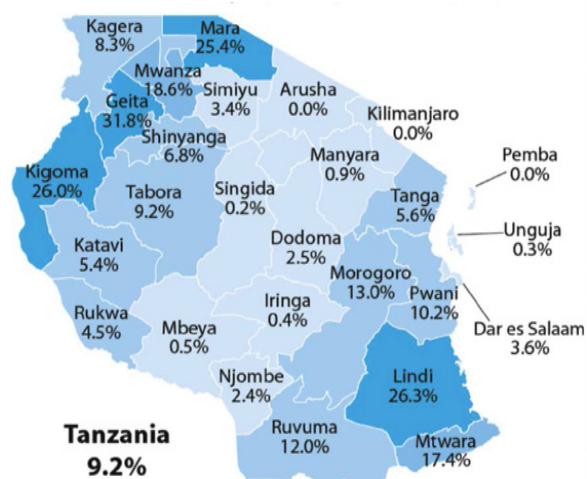 Kagera
8.3%
Mara
25.4%
Mwanza
18.6%
Geita
31.8%
Simiyu
3.4%
Arusha
0.0%
Kilimanjaro
0.0%
Shinyanga
6.8%
Manyara
0.9%
Pemba
0.0%
Kigoma
26.0%
Tabora
9.2%
Singida
0.2%
Tanga
5.6%
Unguja
0.3%
Katavi
5.4%
Dodoma
2.5%
Morogoro
13.0%
Pwani
10.2%
Rukwa
4.5%
Mbeya
0.5%
Iringa
0.4%
Dar es Salaam
3.6%
Njombe
2.4%
Lindi
26.3%
Ruvuma
12.0%
Mtwara
17.4%
Tanzania
9.2%